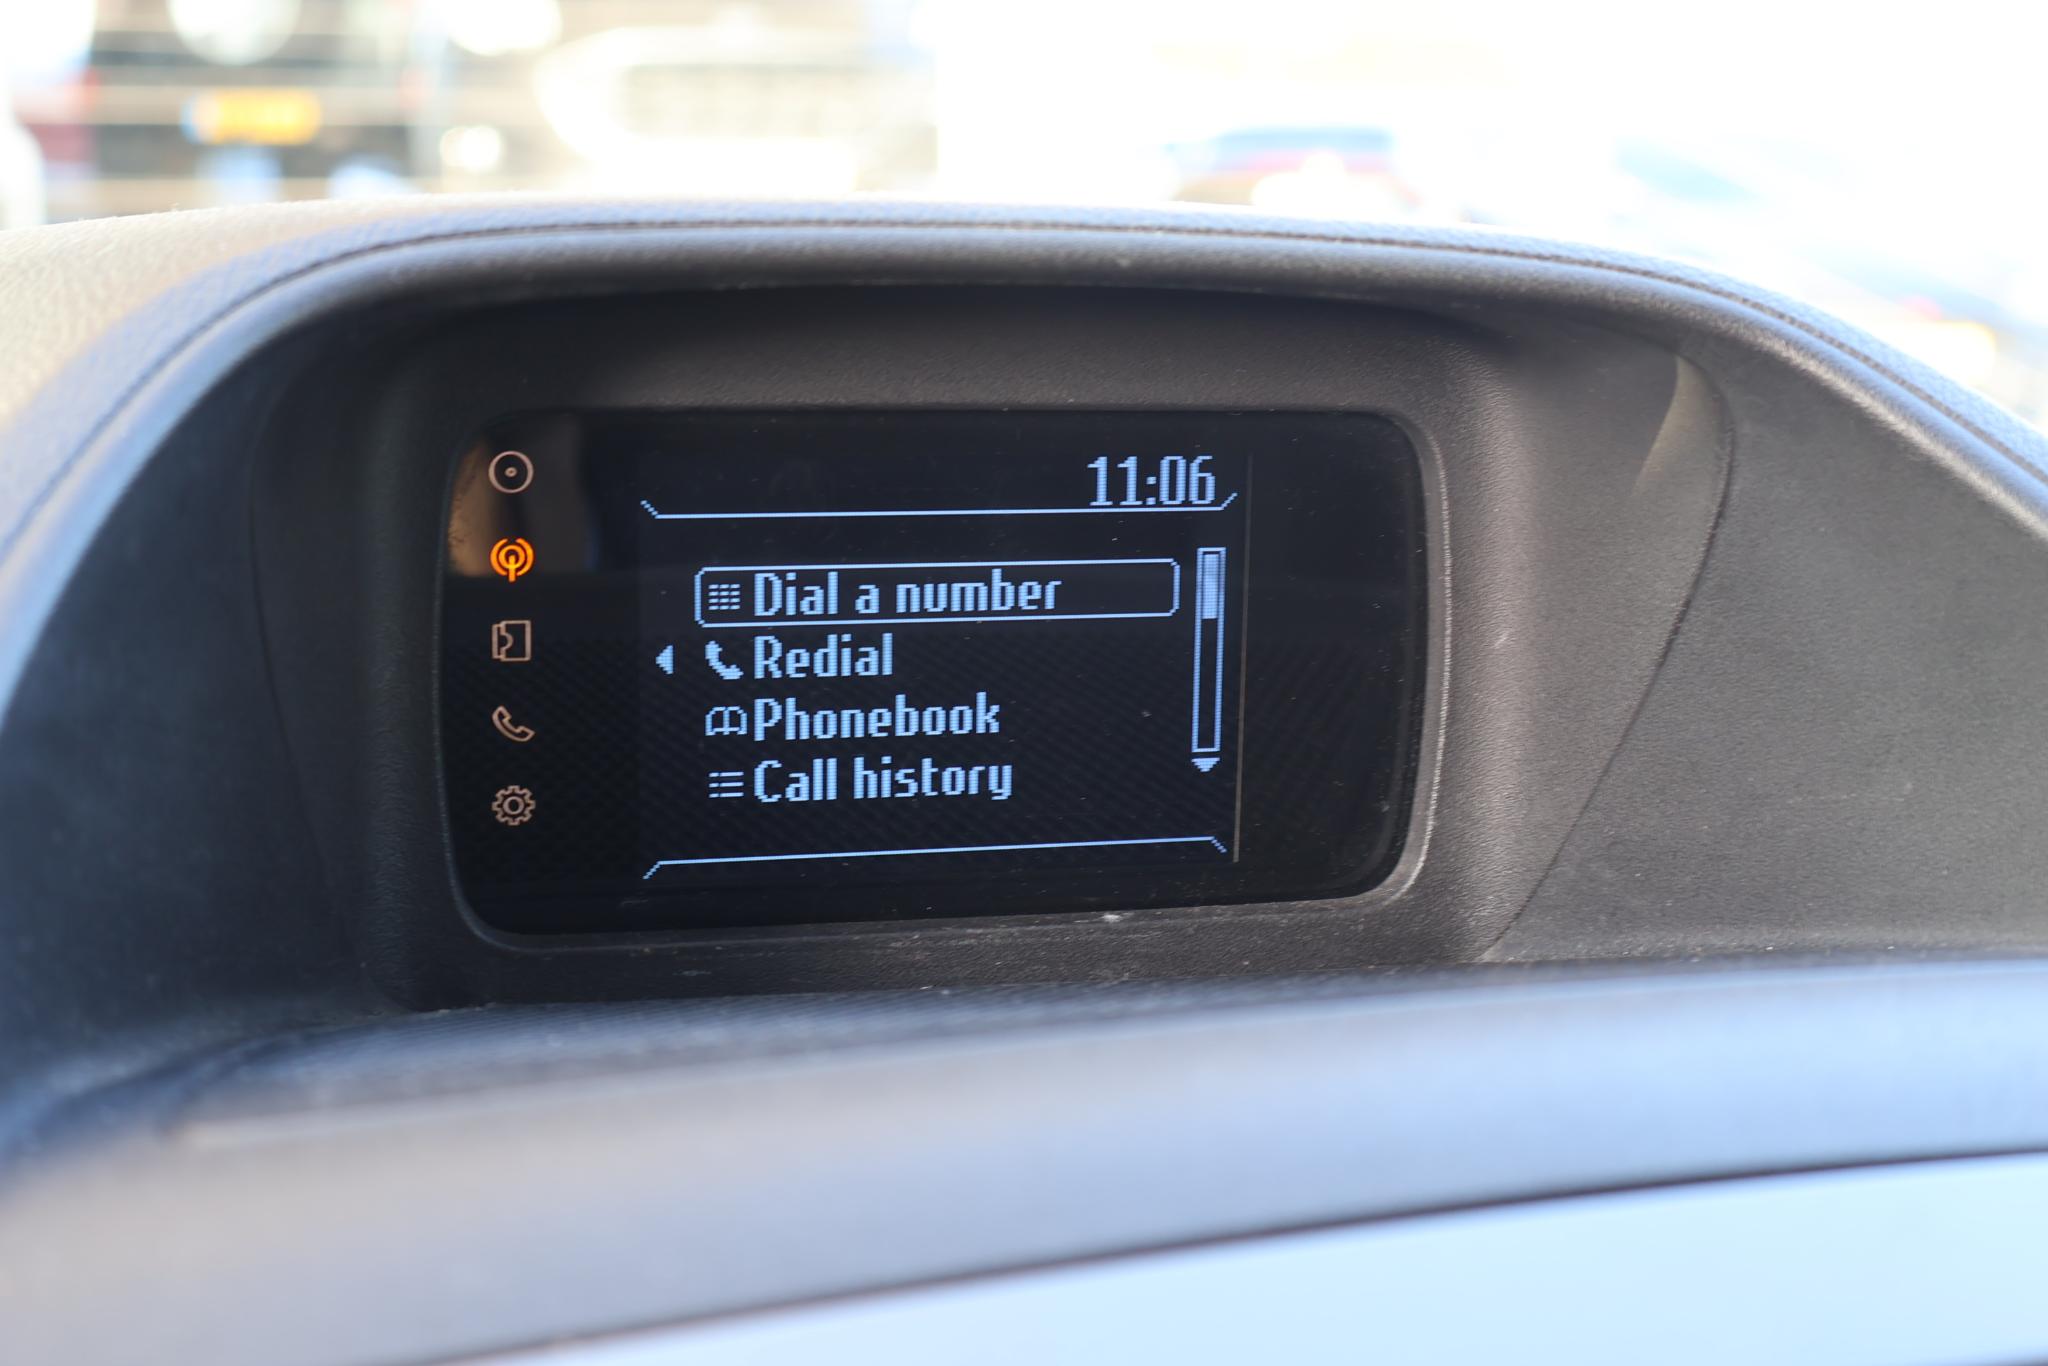 11:06
Dial a number
Redial
Phonebook
Call history